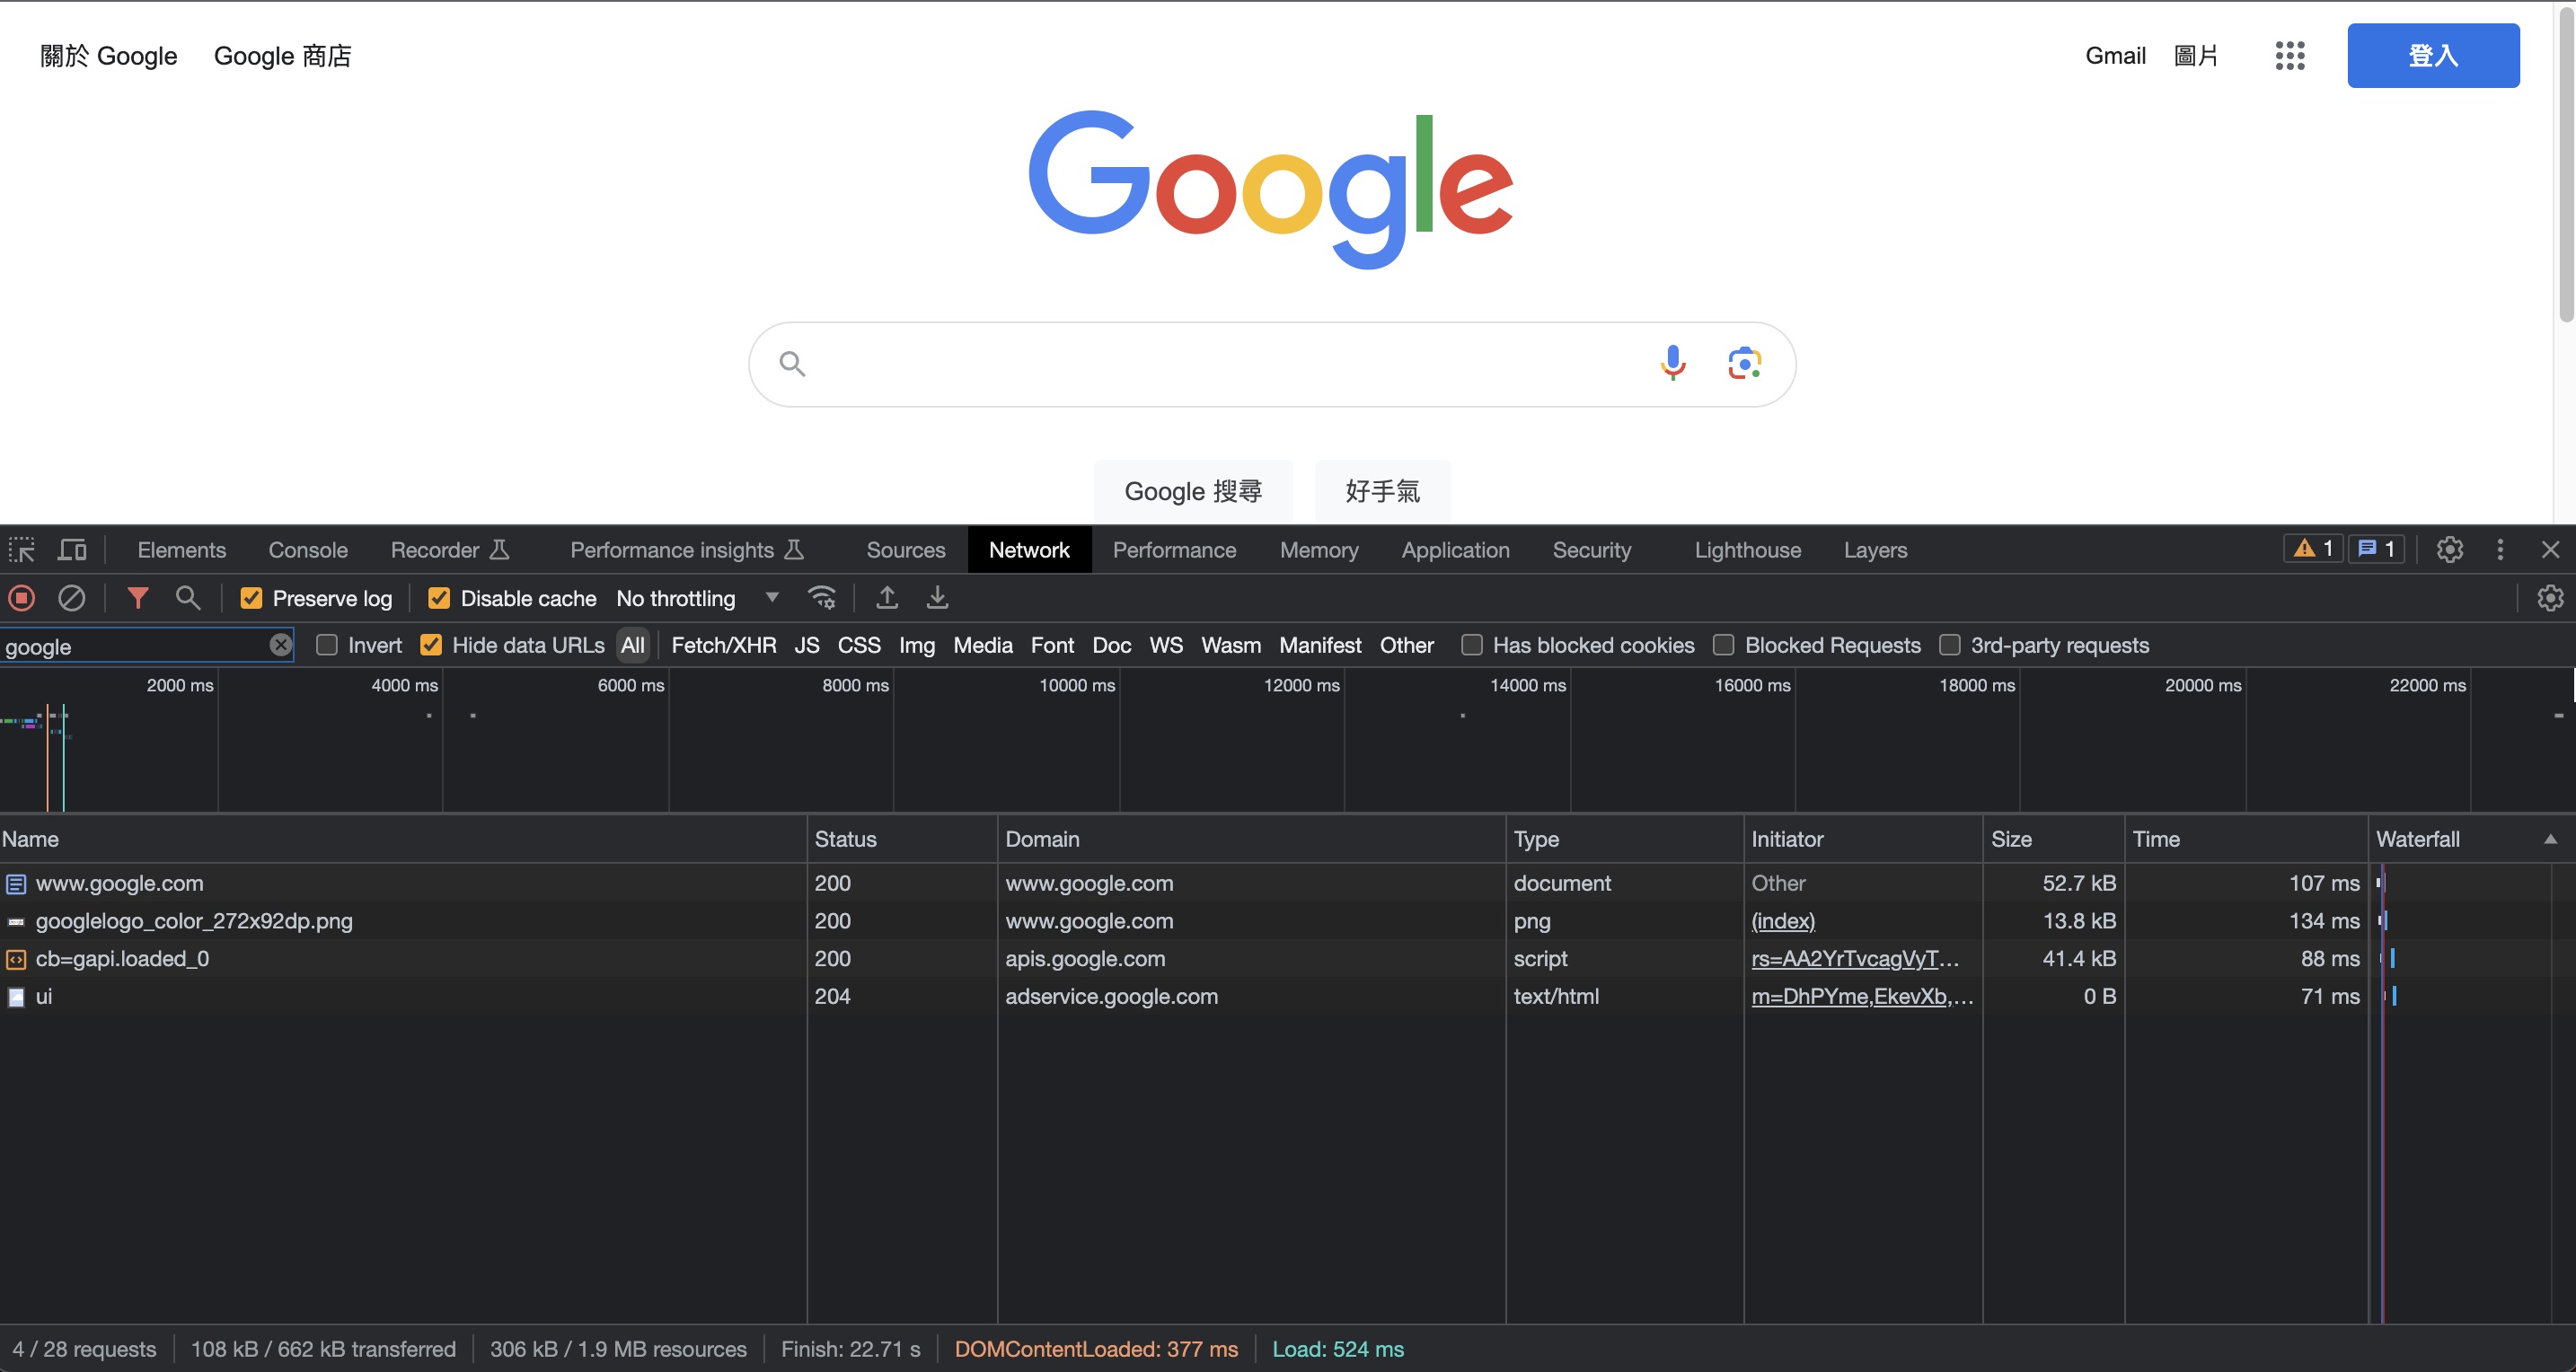 關於 Google Google 商店 Gmail 圖片 登入
Google
Google 搜尋 好手氣
Elements Console Recorder Performance insights Sources Network Performance Memory Application Security Lighthouse Layers 1 1
Preserve log Disable cache No throttling
google Invert Hide data URLs All Fetch/XHR JS CSS Img Media Font Doc WS Wasm Manifest Other Has blocked cookies Blocked Requests 3rd-party requests
2000 ms 4000 ms 6000 ms 8000 ms 10000 ms 12000 ms 14000 ms 16000 ms 18000 ms 20000 ms 22000 ms
Name Status Domain Type Initiator Size Time Waterfall
www.google.com 200 www.google.com document Other 52.7 kB 107 ms
googlelogo_color_272x92dp.png 200 www.google.com png (index) 13.8 kB 134 ms
cb=gapi.loaded_0 200 apis.google.com script rs=AA2YrTvcagVyT... 41.4 kB 88 ms
ui 204 adservice.google.com text/html m=DhPYme,EkevXb,... 0 B 71 ms
4 / 28 requests 108 kB / 662 kB transferred 306 kB / 1.9 MB resources Finish: 22.71 s DOMContentLoaded: 377 ms Load: 524 ms